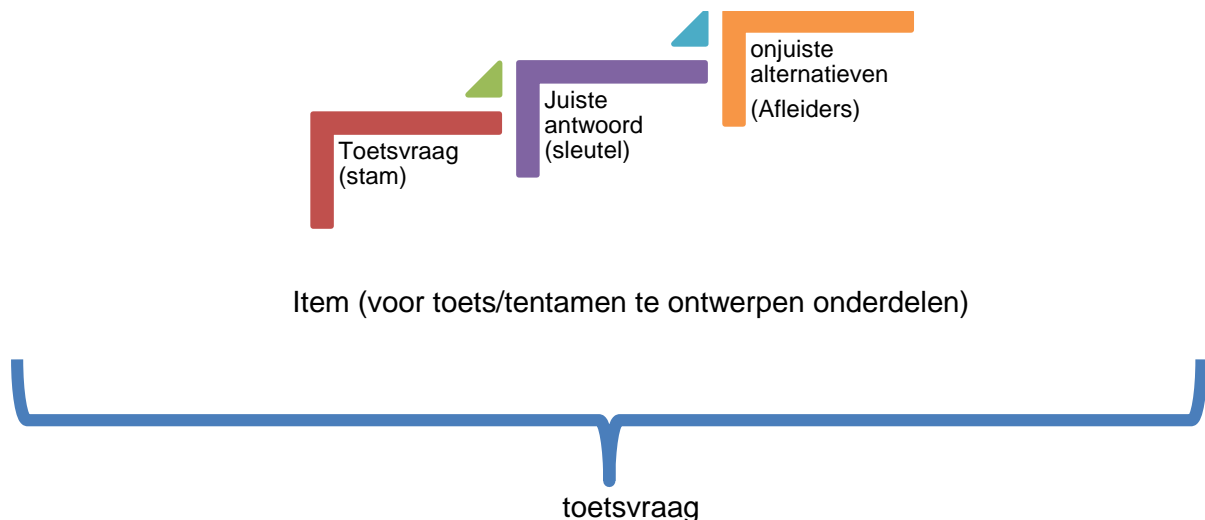 Toetsvraag
(stam)
Juiste
antwoord
(sleutel)
onjuiste
alternatieven
(Afleiders)
Item (voor toets/tentamen te ontwerpen onderdelen)
toetsvraag